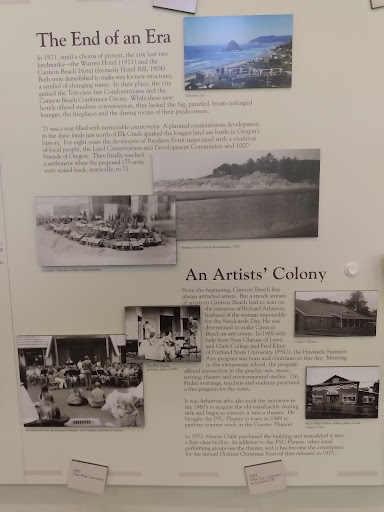 The End of an Era
In 1971, amid a chorus of protest, the city lost two
landmarks—the Warren Hotel (1911) and the
Cannon Beach Hotel (formerly Hotel Bill, 1904).
Both were demolished to make way for new structures,
a symbol of changing times. In their place, the city
gained the Tolovana Inn Condominiums and the
Cannon Beach Conference Center. While these new
hotels offered modern conveniences, they lacked the big, paneled, beam-ceilinged
lounges, the fireplaces and the dining rooms of their predecessors.
'71 was a year filled with memorable controversy. A planned condominium development
in the dune lands just north of Elk Creek sparked the longest land use battle in Oregon's
history. For eight years the developers of Breakers Point negotiated with a coalition
of local people, the Land Conservation and Development Commission and 1000
Friends of Oregon. They finally reached
a settlement when the proposed 175 units
were scaled back, ironically, to 71.
An Artists' Colony
From the beginning, Cannon Beach has
always attracted artists. But a steady stream
of artists to Cannon Beach had to wait on
the initiative of Richard Atherton,
husband of the woman responsible
for the Sandcastle Day. He was
determined to make Cannon
Beach an arts center. In 1968 with
help from Stan Glarum of Lewis
and Clark College and Fred Kline
of Portland State University (PSU), the Haystack Summer
Arts program was born and continues to this day. Meeting
in the elementary school, the program
offered instruction in the graphic arts, music,
writing, theater and environmental studies. On
Friday evenings, teachers and students presented
a free program for the town.
It was Atherton who also took the initiative in
the 1960's to acquire the old ramshackle skating
rink and begin to convert it into a theater. He
brought the PSU Players to town in 1969 to
perform summer stock in the Coaster Theater.
In 1972, Maurie Clark purchased the building and remodeled it into
a first-class facility. In addition to the PSU Players, other local
performing groups use the theater, and it has become the centerpiece
for the annual Dickens Christmas Festival that debuted in 1973.